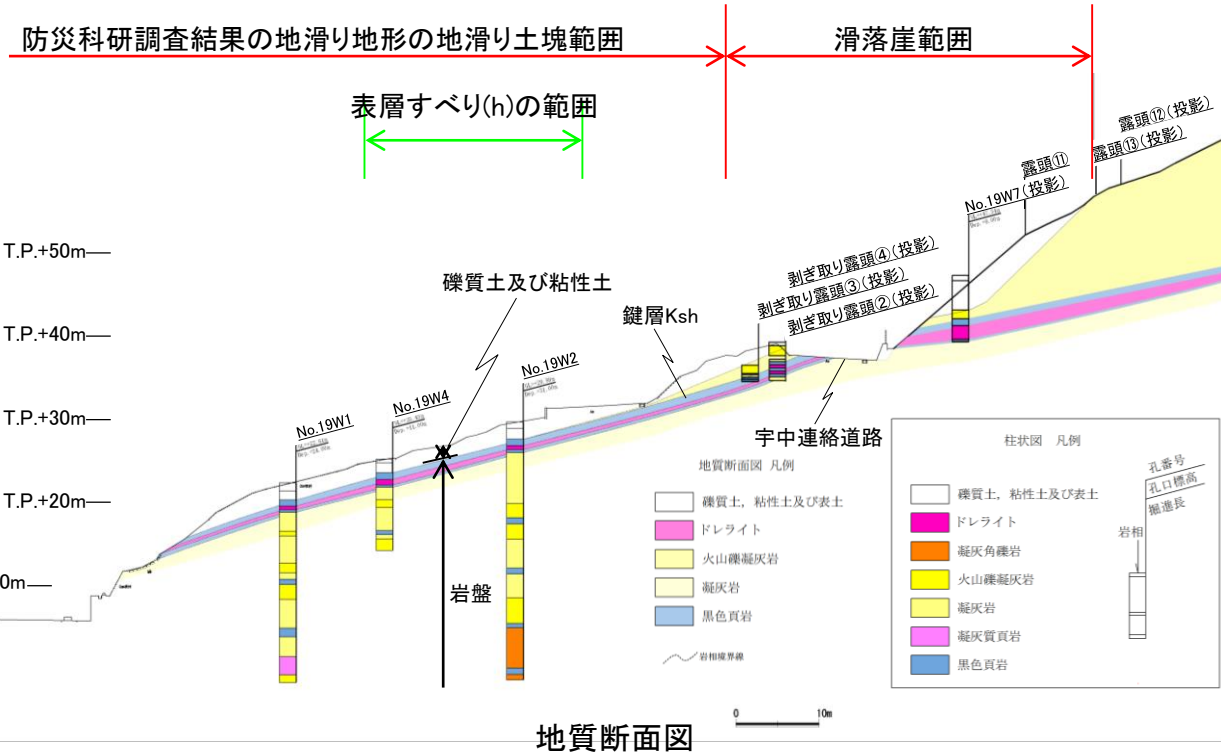 防災科研調査結果の地滑り地形の地滑り土塊範囲
滑落崖範囲
表層すべり(h)の範囲
露頭⑫(投影)
露頭⑬(投影)
露頭⑪
No.19W7(投影)
T.P.+50m
剥ぎ取り露頭④(投影)
剥ぎ取り露頭③(投影)
剥ぎ取り露頭②(投影)
礫質土及び粘性土
鍵層Ksh
T.P.+40m
No.19W2
No.19W4
T.P.+30m
No.19W1
宇中連絡道路
T.P.+20m
0m
岩盤
地質断面図 凡例
礫質土，粘性土及び表土
ドレライト
火山礫凝灰岩
凝灰岩
黒色頁岩
岩相境界線
柱状図 凡例
礫質土，粘性土及び表土
ドレライト
凝灰角礫岩
火山礫凝灰岩
凝灰岩
凝灰質頁岩
黒色頁岩
孔番号
孔口標高
掘進長
岩相
0 10m
地質断面図